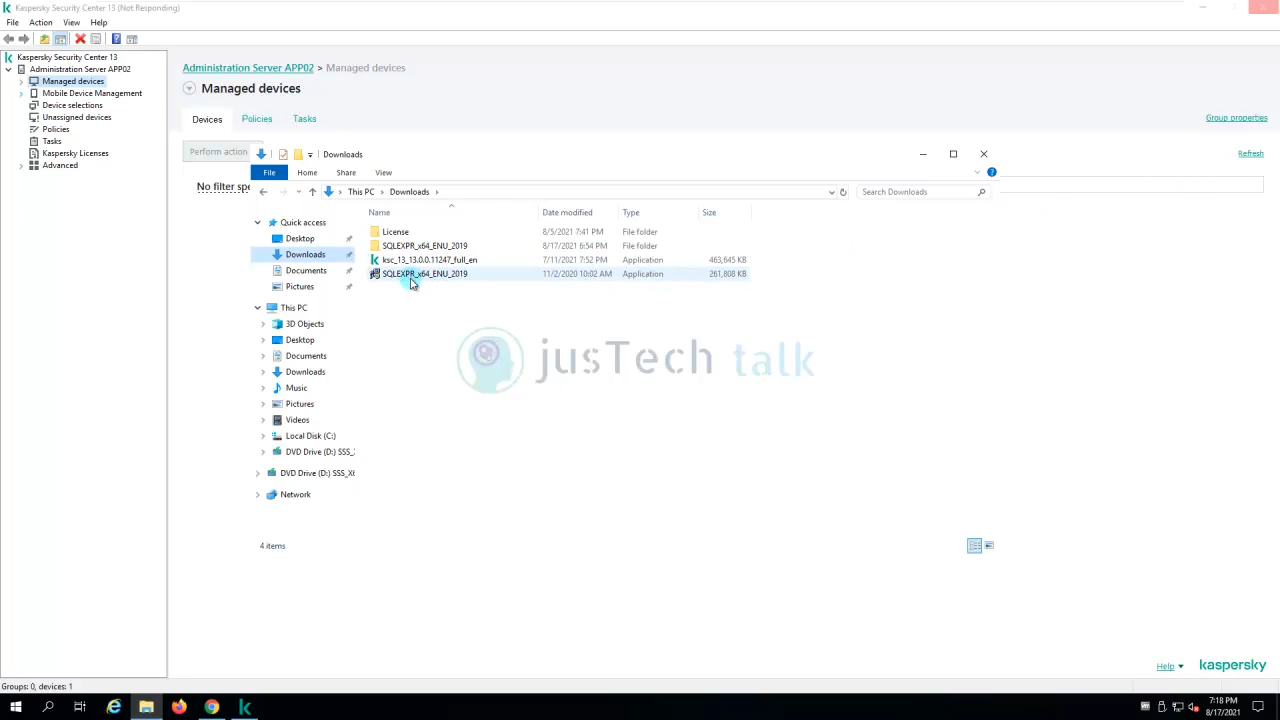 Kaspersky Security Center 13 (Not Responding)
File Action View Help
Kaspersky Security Center 13
Administration Server APP02
Managed devices
Mobile Device Management
Device selections
Unassigned devices
Policies
Tasks
Kaspersky Licenses
Advanced
Administration Server APP02 > Managed devices
Managed devices
Devices Policies Tasks
Group properties
Perform action
Refresh
No filter spe
Downloads
File Home Share View
This PC > Downloads >
Search Downloads
Name Date modified Type Size
License 8/5/2021 7:41 PM File folder
SQLEXPR_x64_ENU_2019 8/17/2021 6:54 PM File folder
ksc_13_13.0.0.11247_full_en 7/11/2021 7:52 PM Application 463,645 KB
SQLEXPR_x64_ENU_2019 11/2/2020 10:02 AM Application 261,808 KB
Quick access
Desktop
Downloads
Documents
Pictures
This PC
3D Objects
Desktop
Documents
Downloads
Music
Pictures
Videos
Local Disk (C:)
DVD Drive (D:) SSS_
DVD Drive (D:) SSS_X6
Network
4 items
jusTech talk
Help
kaspersky
Groups: 0, devices: 1
7:18 PM
8/17/2021